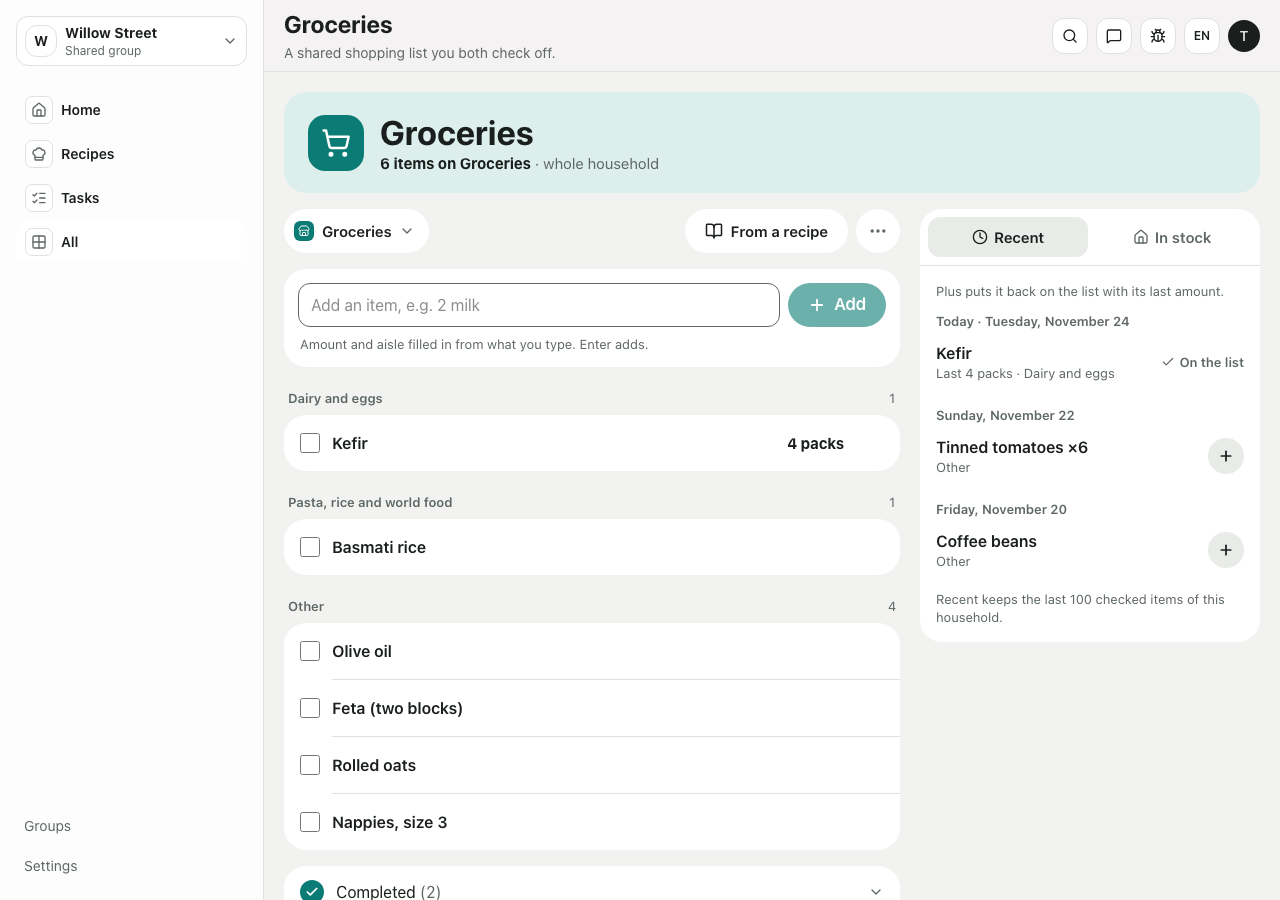 W
Willow Street
Shared group
Home
Recipes
Tasks
All
Groups
Settings
Groceries
A shared shopping list you both check off.
EN
T
Groceries
6 items on Groceries · whole household
Groceries
From a recipe
Add an item, e.g. 2 milk
Add
Amount and aisle filled in from what you type. Enter adds.
Dairy and eggs 1
Kefir 4 packs
Pasta, rice and world food 1
Basmati rice
Other 4
Olive oil
Feta (two blocks)
Rolled oats
Nappies, size 3
Completed (2)
Recent
In stock
Plus puts it back on the list with its last amount.
Today · Tuesday, November 24
Kefir
Last 4 packs · Dairy and eggs
On the list
Sunday, November 22
Tinned tomatoes ×6
Other
Friday, November 20
Coffee beans
Other
Recent keeps the last 100 checked items of this
household.